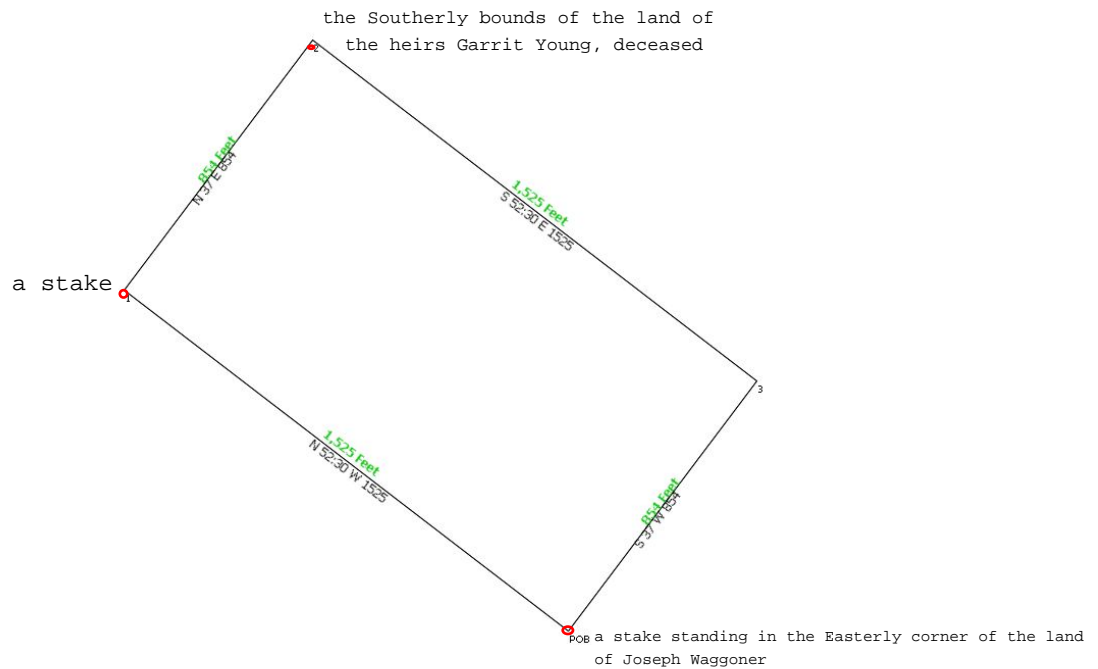 the Southerly bounds of the land of
the heirs Garrit Young, deceased
2
854 Feet
N 37 E 854
1,525 Feet
S 52:30 E 1525
a stake
1
3
1,525 Feet
N 52:30 W 1525
854 Feet
S 37 W 854
POB a stake standing in the Easterly corner of the land
of Joseph Waggoner